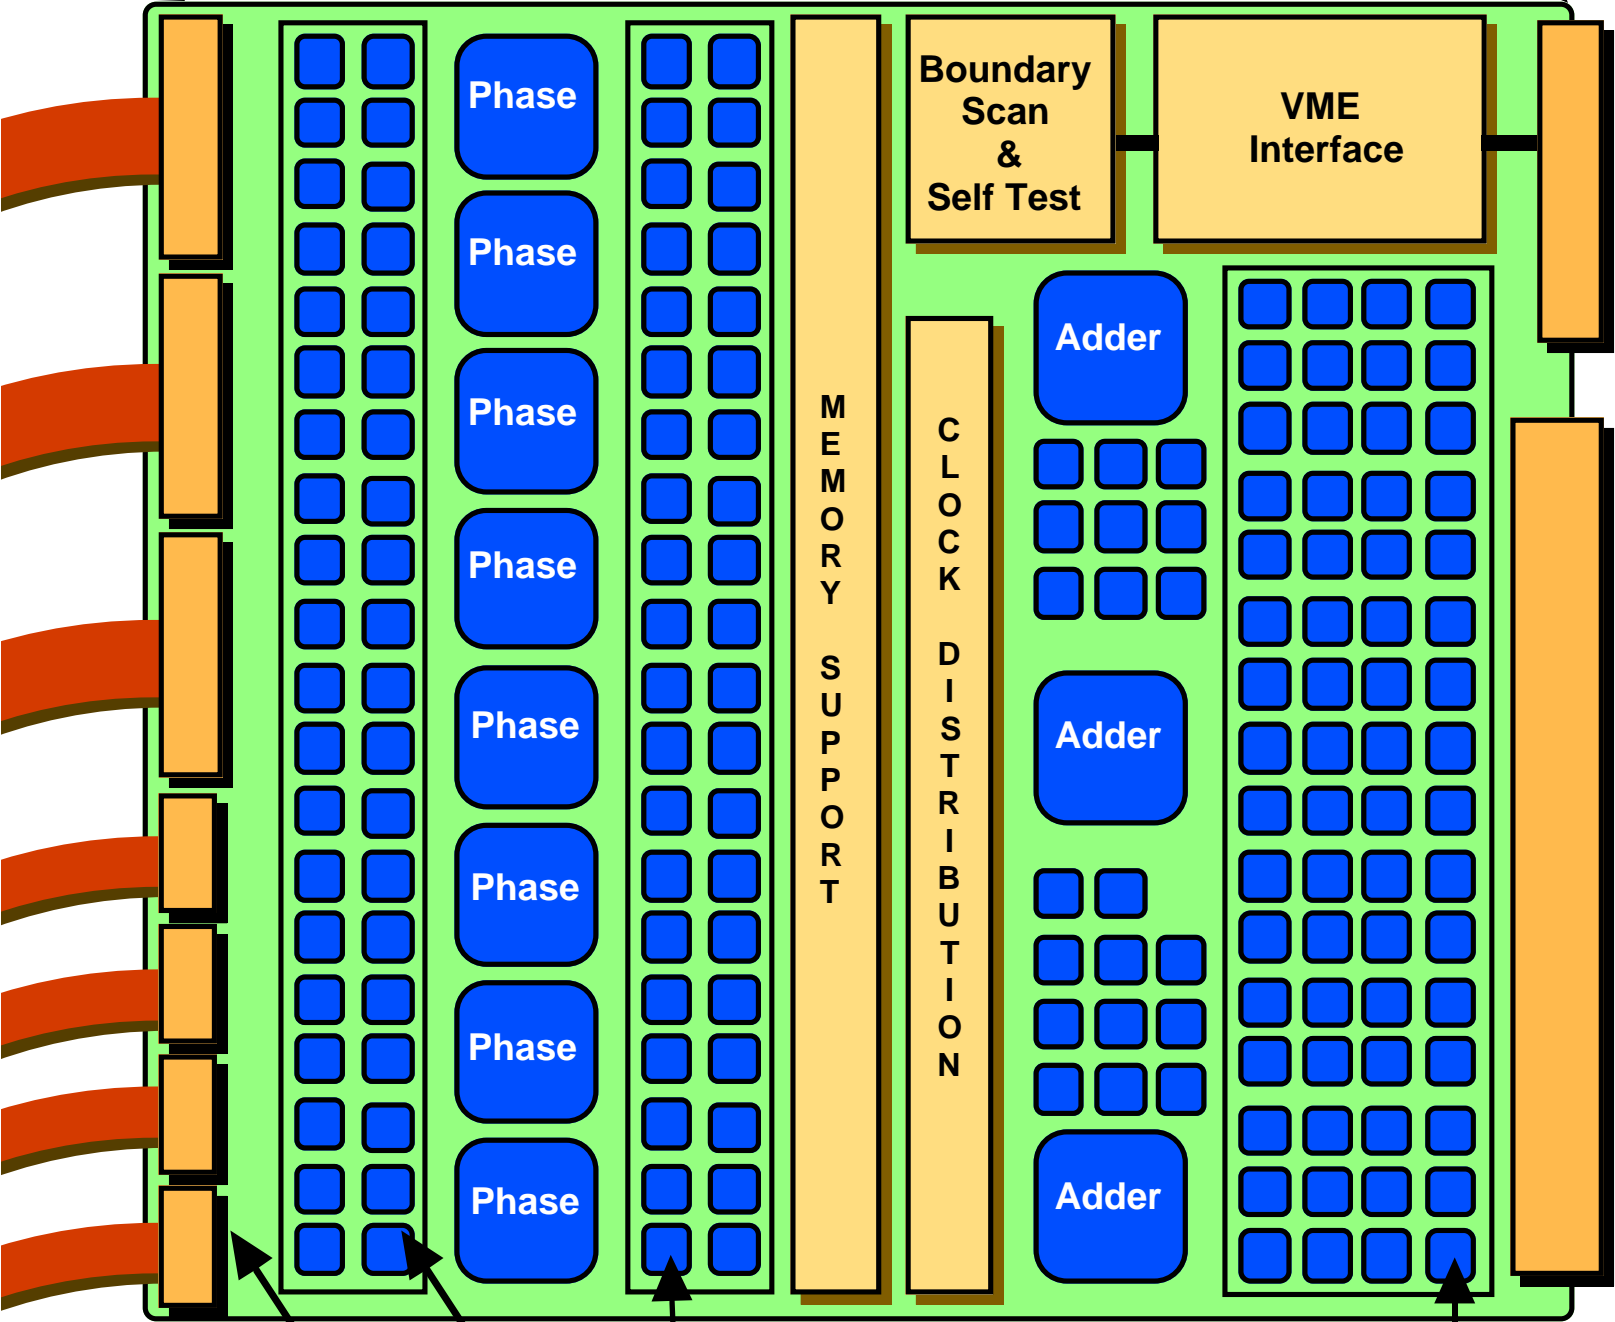 Phase
Phase
Phase
Phase
Phase
Phase
Phase
Phase
MEMORY SUPPORT
Boundary
Scan
&
Self Test
VME
Interface
CLOCK DISTRIBUTION
Adder
Adder
Adder